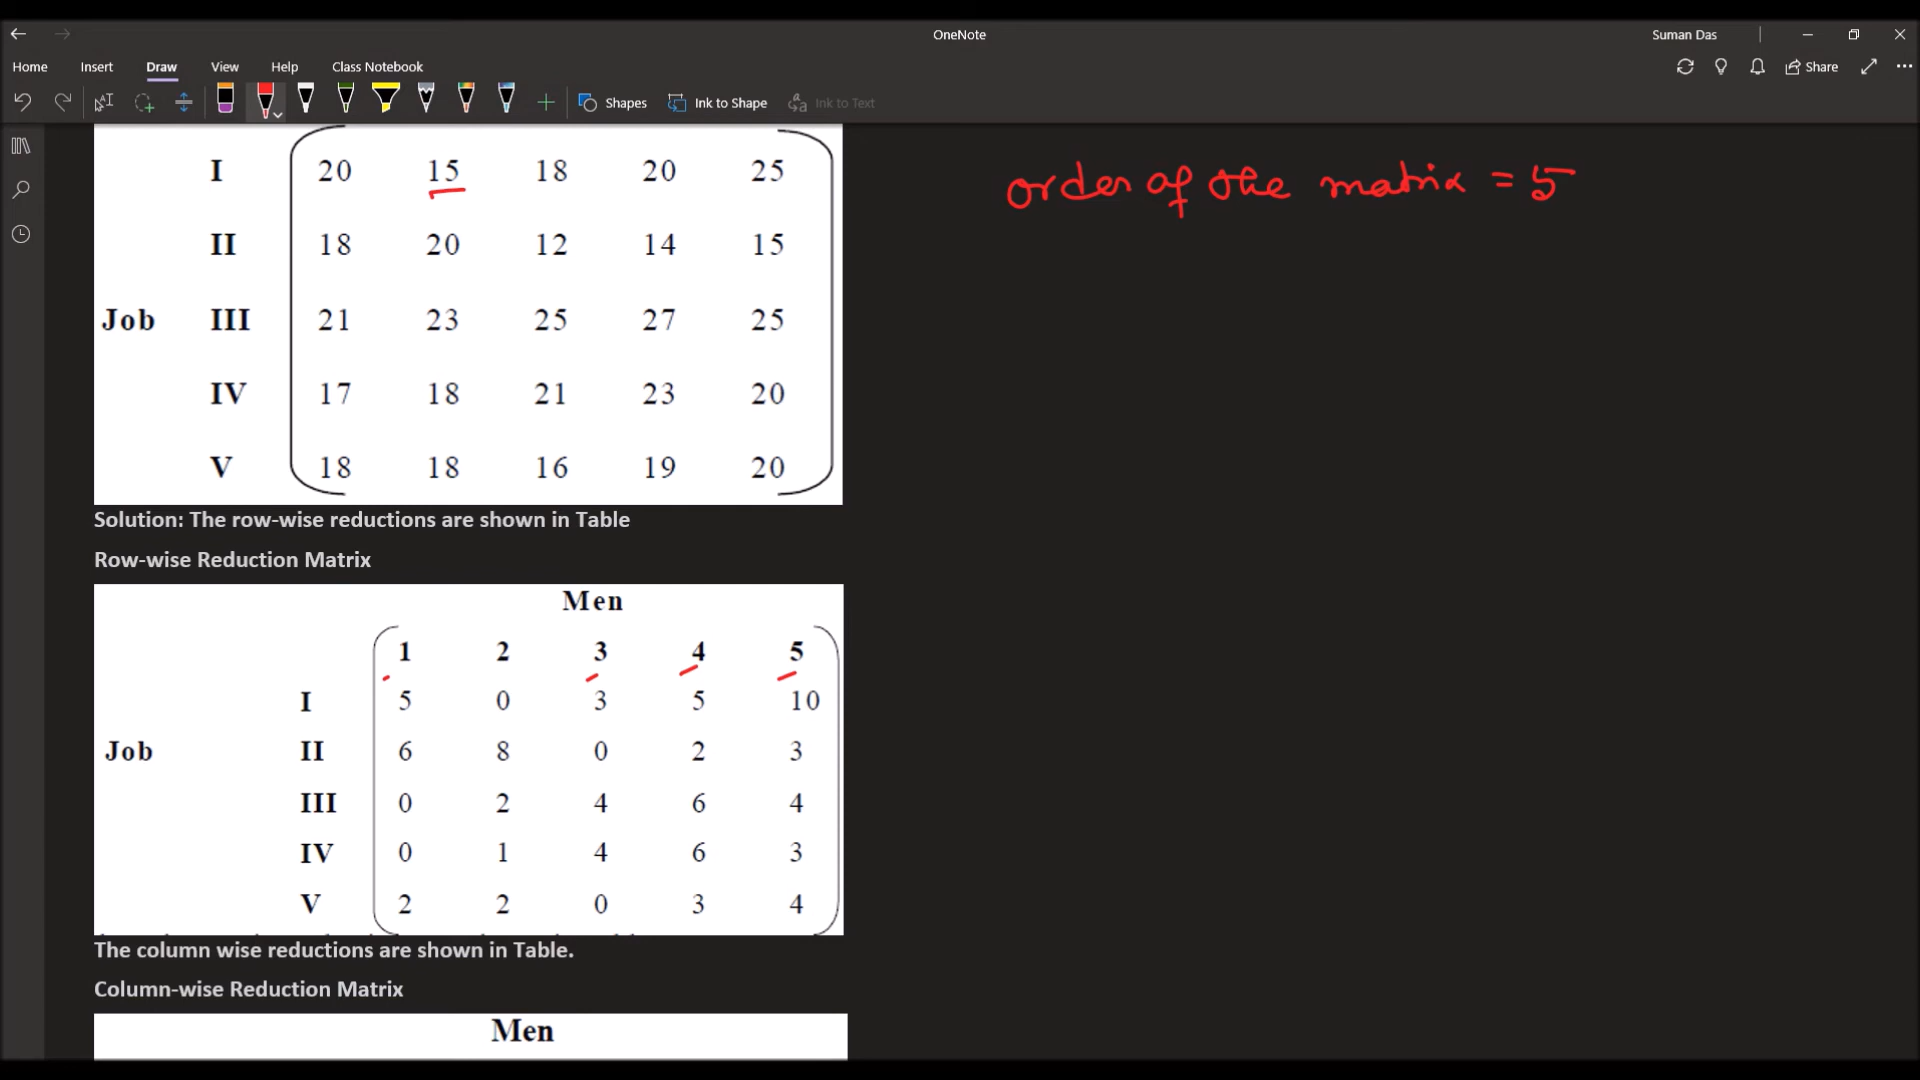 OneNote
Suman Das
Home Insert Draw View Help Class Notebook
Share
Shapes Ink to Shape Ink to Text
I 20 15 18 20 25
II 18 20 12 14 15
Job III 21 23 25 27 25
IV 17 18 21 23 20
V 18 18 16 19 20
order of the matrix = 5
Solution: The row-wise reductions are shown in Table
Row-wise Reduction Matrix
Men
1 2 3 4 5
I 5 0 3 5 10
Job II 6 8 0 2 3
III 0 2 4 6 4
IV 0 1 4 6 3
V 2 2 0 3 4
The column wise reductions are shown in Table.
Column-wise Reduction Matrix
Men